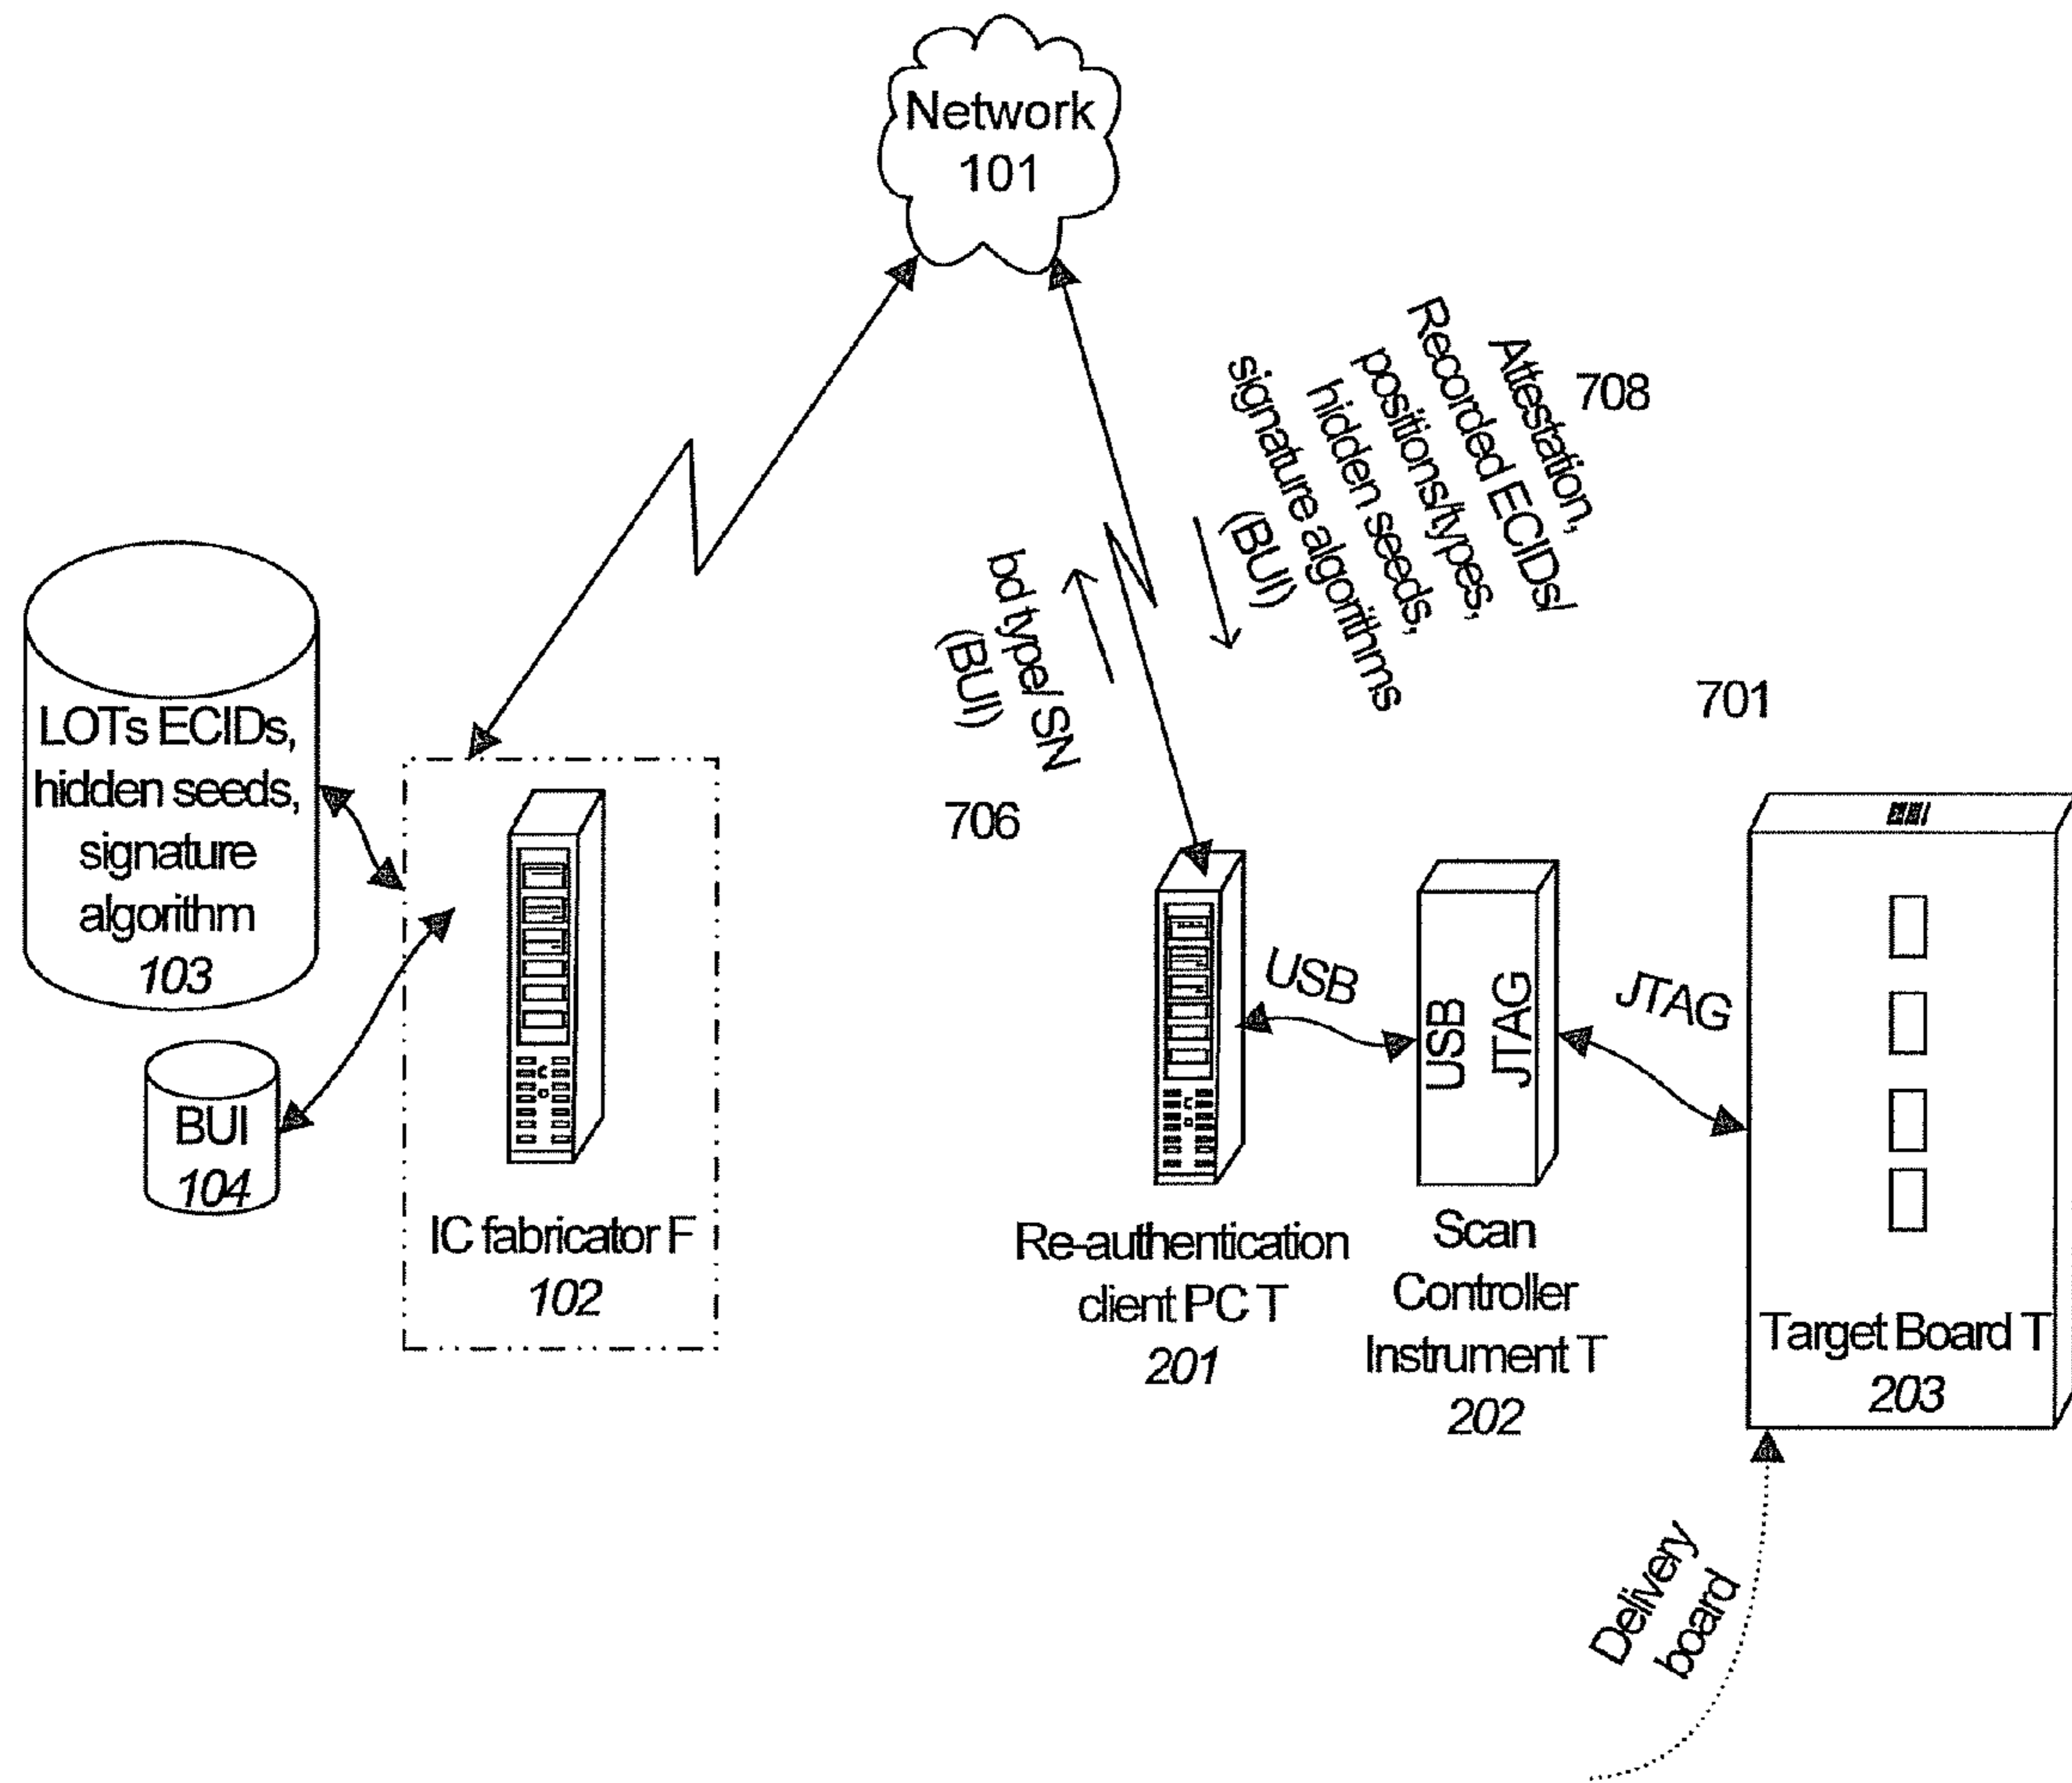 Network
101
Attestation,
Recorded ECIDs/
positions/types,
hidden seeds,
signature algorithms
(BUI)
708
bd type/ SN
(BUI)
706
701
LOTs ECIDs,
hidden seeds,
signature
algorithm
103
BUI
104
IC fabricator F
102
USB
USB
JTAG
JTAG
Re-authentication
client PC T
201
Scan
Controller
Instrument T
202
Target Board T
203
Delivery
board